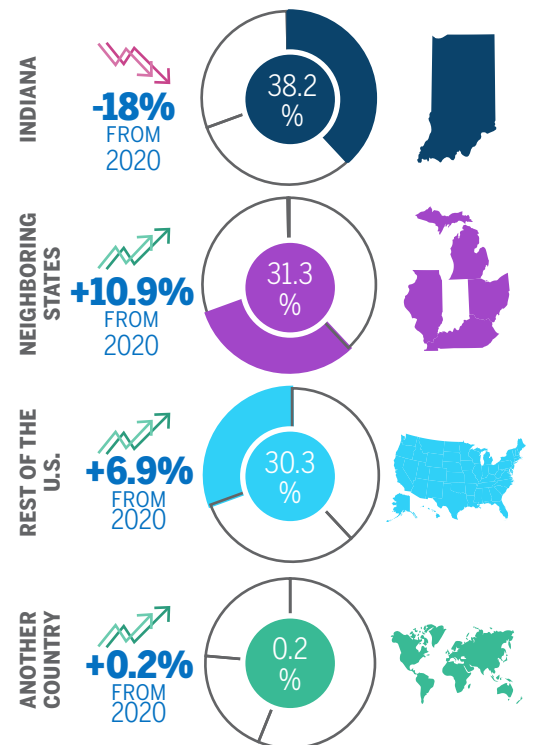 INDIANA
-18%
FROM
2020
38.2
%
NEIGHBORING
STATES
+10.9%
FROM
2020
31.3
%
REST OF THE
U.S.
+6.9%
FROM
2020
30.3
%
ANOTHER
COUNTRY
+0.2%
FROM
2020
0.2
%